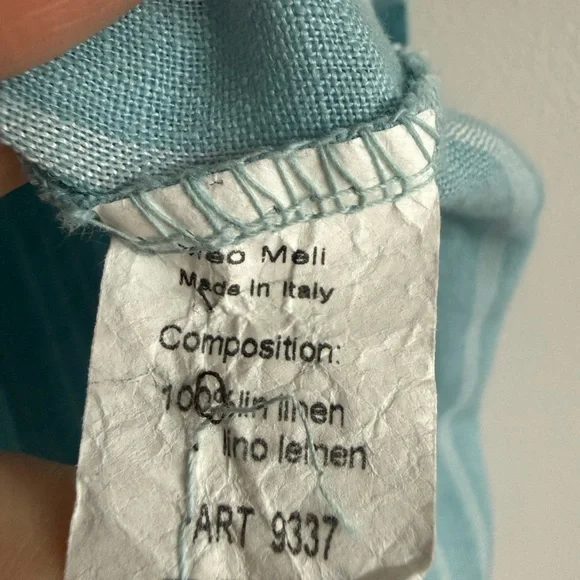 Meli
Made In Italy
Composition:
100% lin linen
lino leinen
ART 9337